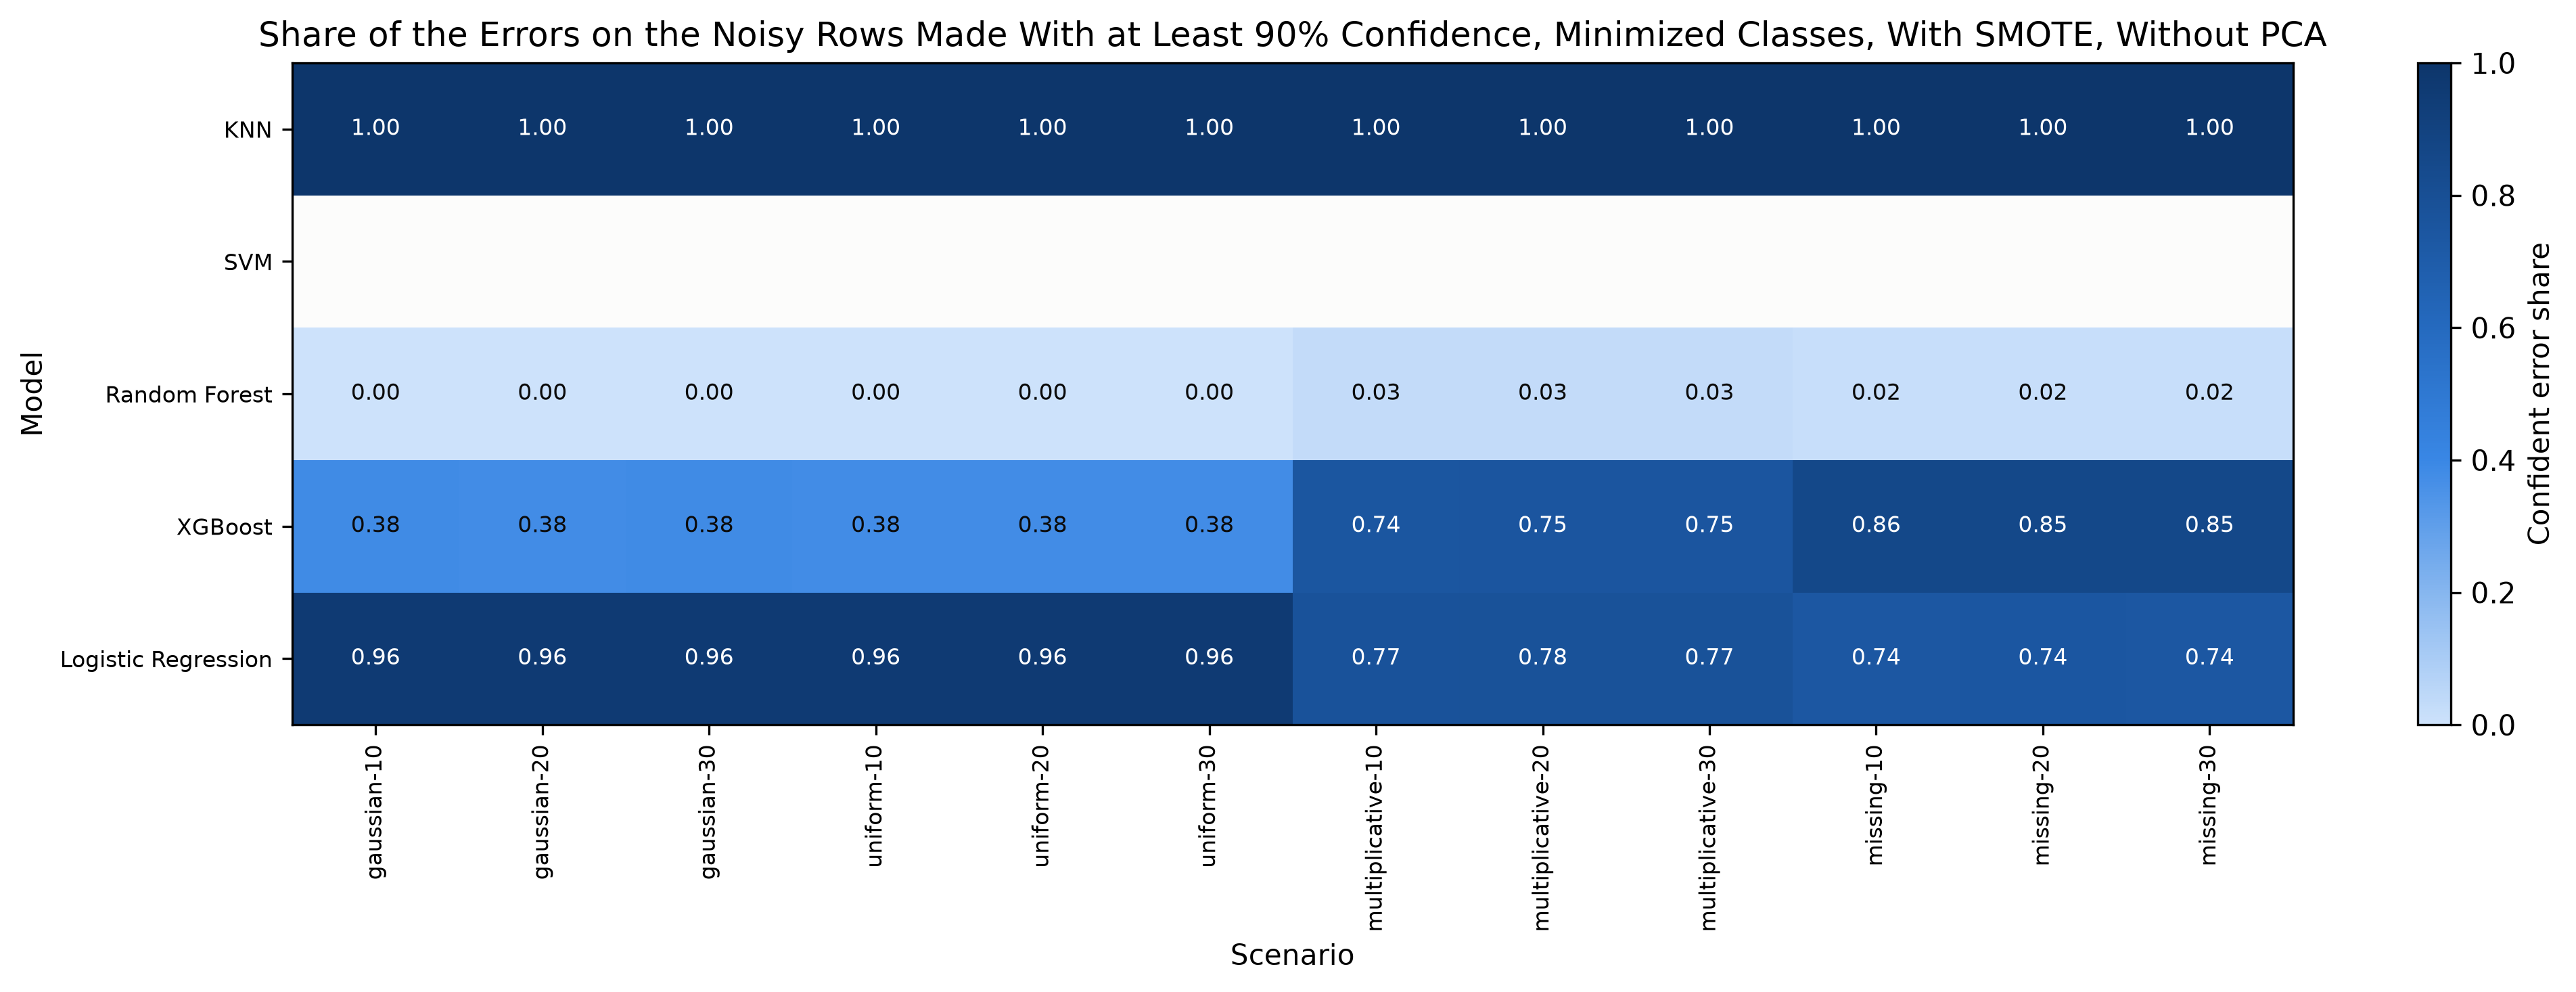 Share of the Errors on the Noisy Rows Made With at Least 90% Confidence, Minimized Classes, With SMOTE, Without PCA
Model
KNN 1.00 1.00 1.00 1.00 1.00 1.00 1.00 1.00 1.00 1.00 1.00 1.00
SVM
Random Forest 0.00 0.00 0.00 0.00 0.00 0.00 0.03 0.03 0.03 0.02 0.02 0.02
XGBoost 0.38 0.38 0.38 0.38 0.38 0.38 0.74 0.75 0.75 0.86 0.85 0.85
Logistic Regression 0.96 0.96 0.96 0.96 0.96 0.96 0.77 0.78 0.77 0.74 0.74 0.74
gaussian-10
gaussian-20
gaussian-30
uniform-10
uniform-20
uniform-30
multiplicative-10
multiplicative-20
multiplicative-30
missing-10
missing-20
missing-30
Scenario
1.0
0.8
0.6
0.4
0.2
0.0
Confident error share